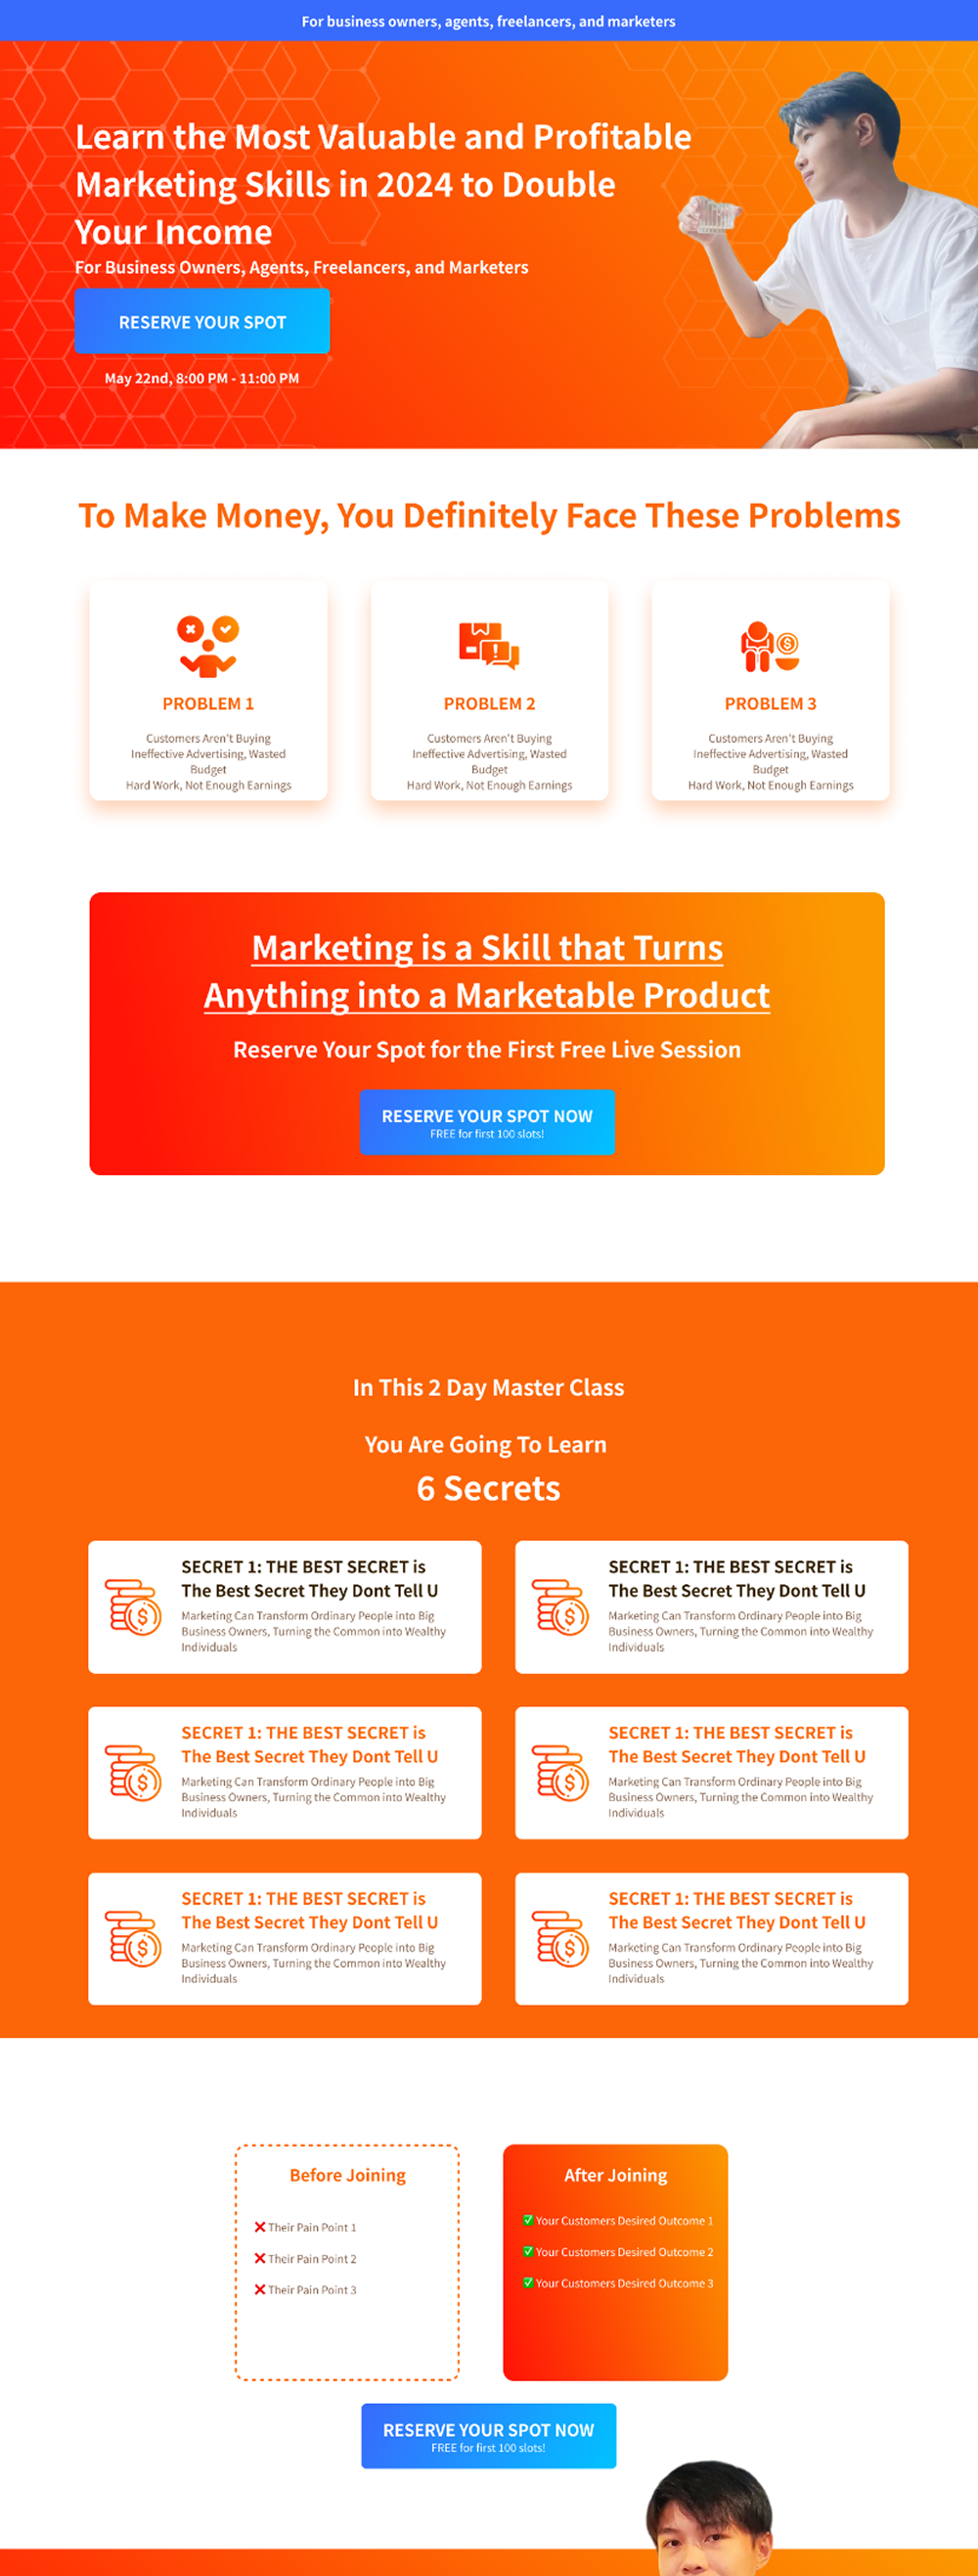 For business owners, agents, freelancers, and marketers
Learn the Most Valuable and Profitable
Marketing Skills in 2024 to Double
Your Income
For Business Owners, Agents, Freelancers, and Marketers
RESERVE YOUR SPOT
May 22nd, 8:00 PM - 11:00 PM
To Make Money, You Definitely Face These Problems
PROBLEM 1
Customers Aren't Buying
Ineffective Advertising, Wasted
Budget
Hard Work, Not Enough Earnings
PROBLEM 2
Customers Aren't Buying
Ineffective Advertising, Wasted
Budget
Hard Work, Not Enough Earnings
PROBLEM 3
Customers Aren't Buying
Ineffective Advertising, Wasted
Budget
Hard Work, Not Enough Earnings
Marketing is a Skill that Turns
Anything into a Marketable Product
Reserve Your Spot for the First Free Live Session
RESERVE YOUR SPOT NOW
FREE for first 100 slots!
In This 2 Day Master Class
You Are Going To Learn
6 Secrets
SECRET 1: THE BEST SECRET is
The Best Secret They Dont Tell U
Marketing Can Transform Ordinary People into Big
Business Owners, Turning the Common into Wealthy
Individuals
SECRET 1: THE BEST SECRET is
The Best Secret They Dont Tell U
Marketing Can Transform Ordinary People into Big
Business Owners, Turning the Common into Wealthy
Individuals
SECRET 1: THE BEST SECRET is
The Best Secret They Dont Tell U
Marketing Can Transform Ordinary People into Big
Business Owners, Turning the Common into Wealthy
Individuals
SECRET 1: THE BEST SECRET is
The Best Secret They Dont Tell U
Marketing Can Transform Ordinary People into Big
Business Owners, Turning the Common into Wealthy
Individuals
SECRET 1: THE BEST SECRET is
The Best Secret They Dont Tell U
Marketing Can Transform Ordinary People into Big
Business Owners, Turning the Common into Wealthy
Individuals
SECRET 1: THE BEST SECRET is
The Best Secret They Dont Tell U
Marketing Can Transform Ordinary People into Big
Business Owners, Turning the Common into Wealthy
Individuals
Before Joining
❌ Their Pain Point 1
❌ Their Pain Point 2
❌ Their Pain Point 3
After Joining
✅ Your Customers Desired Outcome 1
✅ Your Customers Desired Outcome 2
✅ Your Customers Desired Outcome 3
RESERVE YOUR SPOT NOW
FREE for first 100 slots!